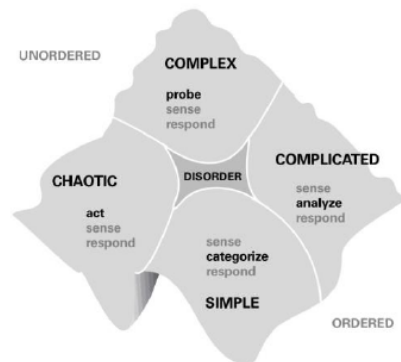 UNORDERED
COMPLEX
probe
sense
respond
COMPLICATED
sense
analyze
respond
CHAOTIC
act
sense
respond
DISORDER
sense
categorize
respond
SIMPLE
ORDERED